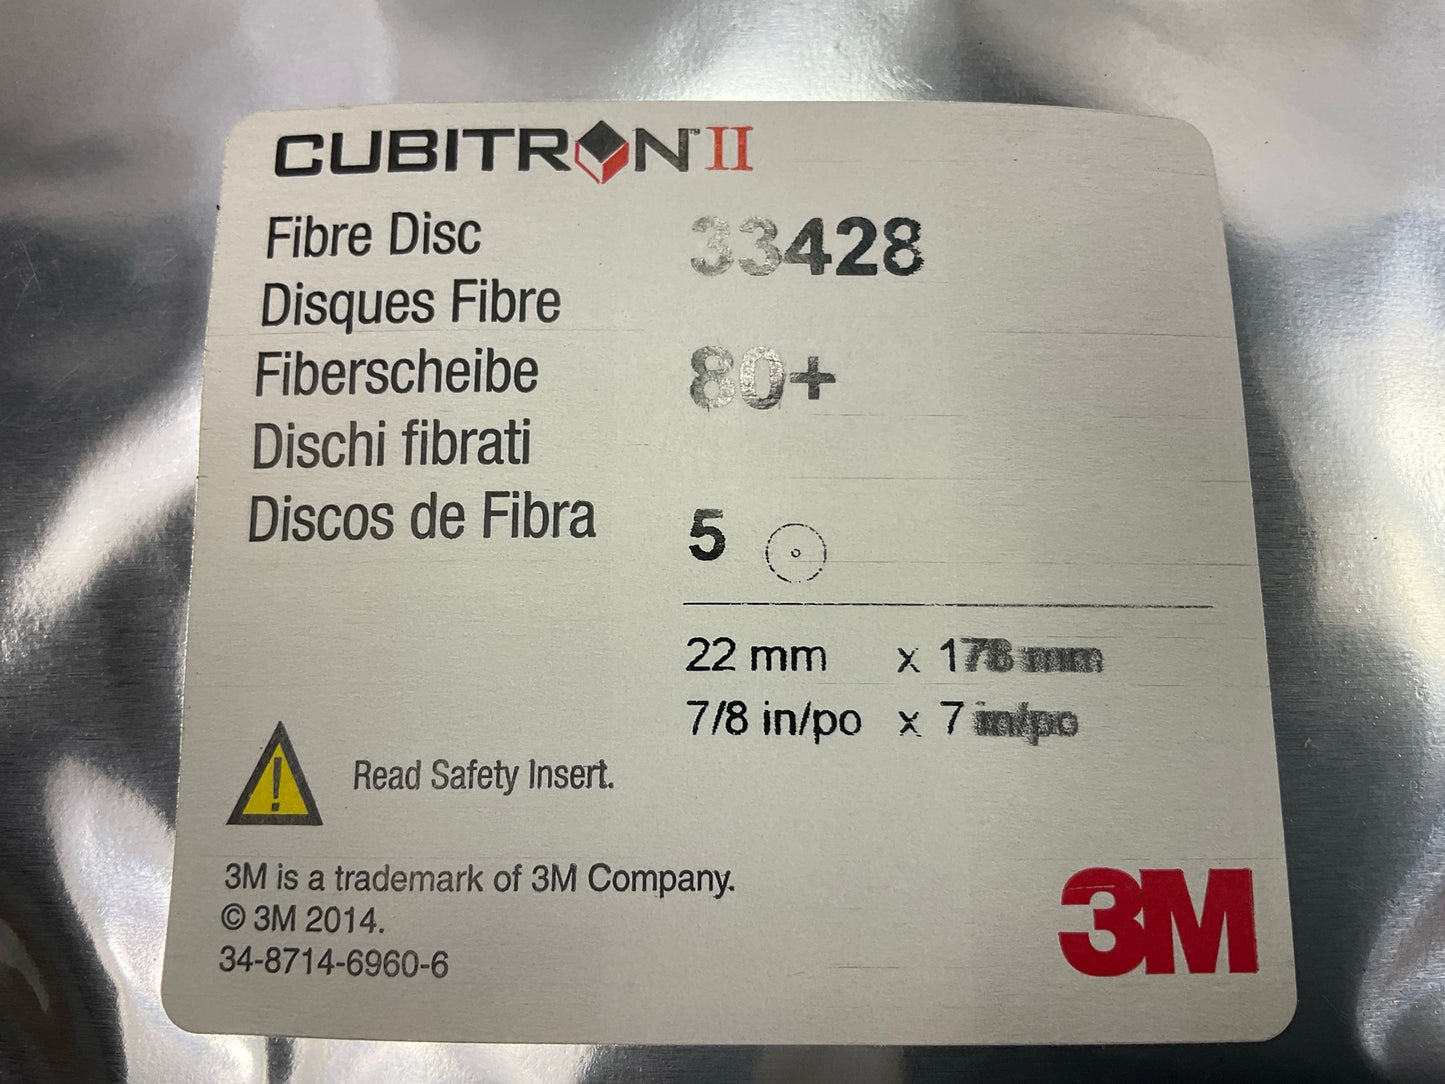 CUBITRON™ II
Fibre Disc
Disques Fibre
Fiberscheibe
Dischi fibrati
Discos de Fibra
33428
80+
5
22 mm x 178 mm
7/8 in/po x 7 in/po
Read Safety Insert.
3M is a trademark of 3M Company.
© 3M 2014.
34-8714-6960-6
3M